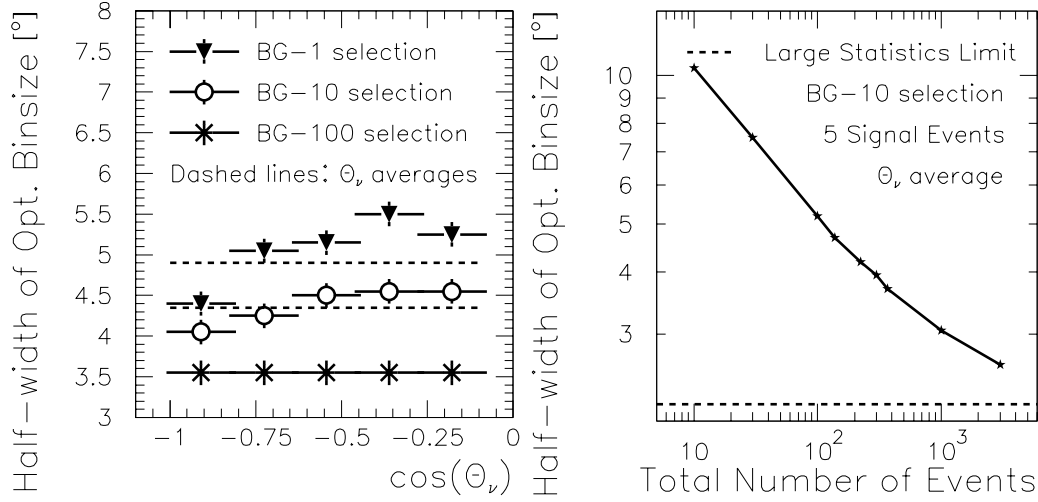 Half-width of Opt. Binsize [°]
8
7.5
7
6.5
6
5.5
5
4.5
4
3.5
3
BG-1 selection
BG-10 selection
BG-100 selection
Dashed lines: Θν averages
-1 -0.75 -0.5 -0.25 0
cos(Θν)
Half-width of Opt. Binsize [°]
10
9
8
7
6
5
4
3
Large Statistics Limit
BG-10 selection
5 Signal Events
Θν average
10 10² 10³
Total Number of Events